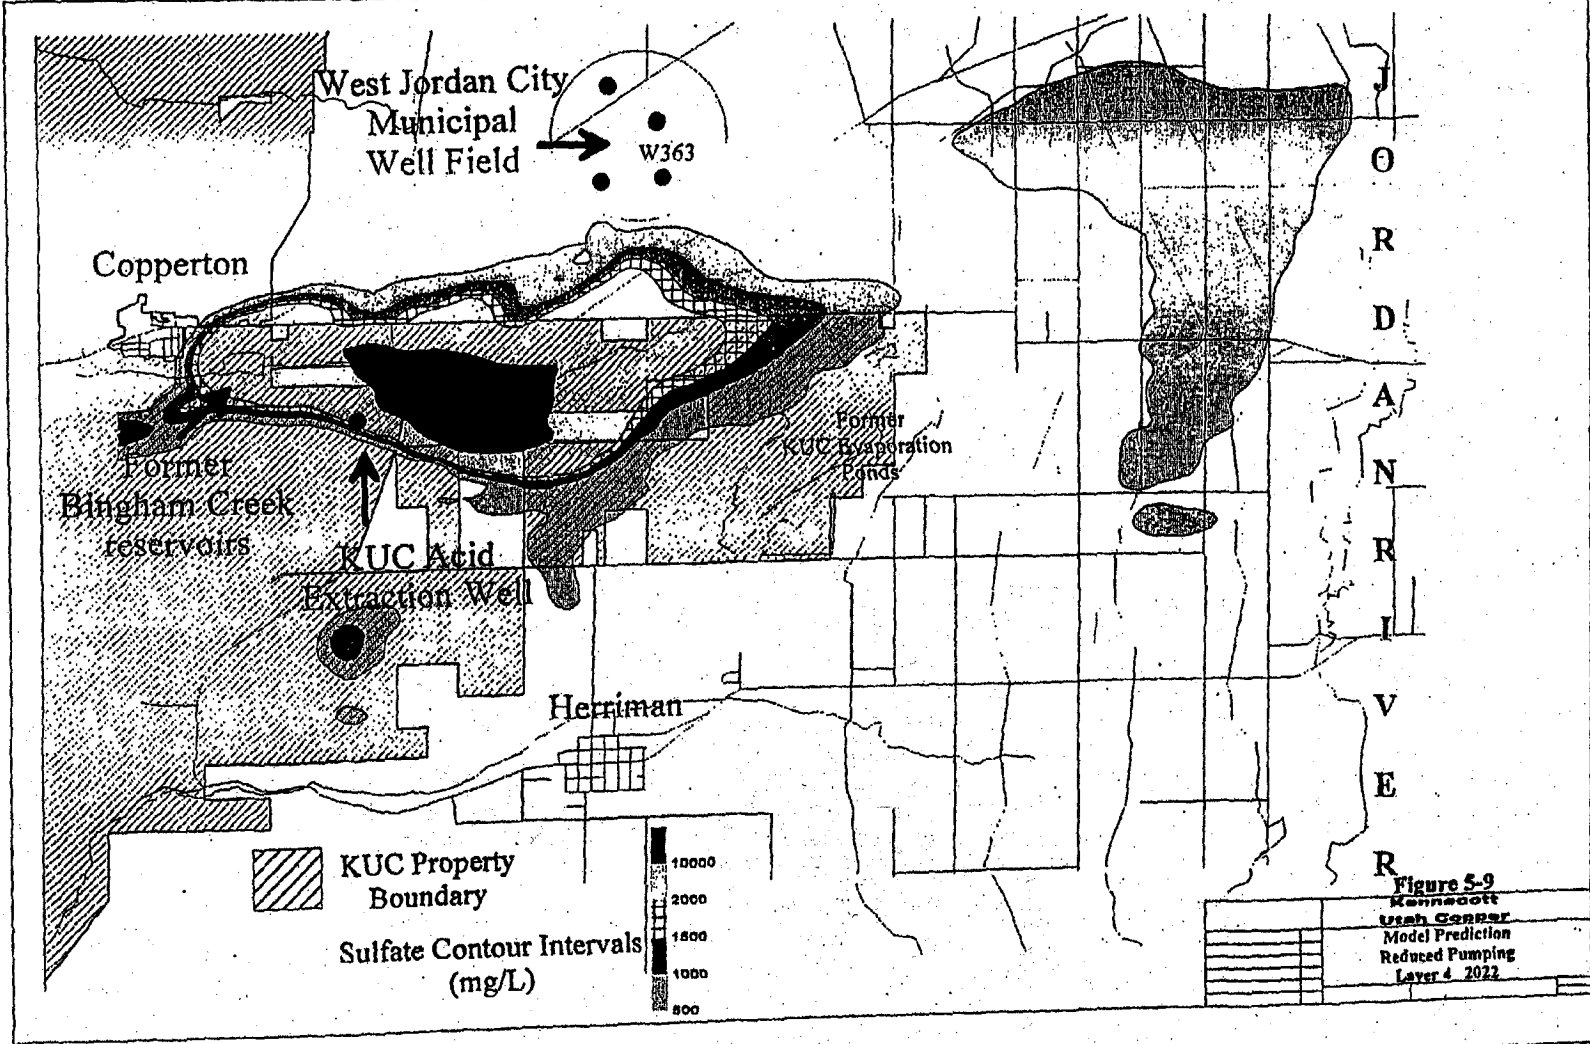 West Jordan City
Municipal
Well Field
W363
Copperton
Former
Bingham Creek
reservoirs
KUC Acid
Extraction Well
Former
KUC Evaporation
Ponds
Herriman
J
O
R
D
A
N
R
I
V
E
R
KUC Property
Boundary
Sulfate Contour Intervals
(mg/L)
10000
2000
1500
1000
500
Figure 5-9
Kennecott
Utah Copper
Model Prediction
Reduced Pumping
Layer 4 2022